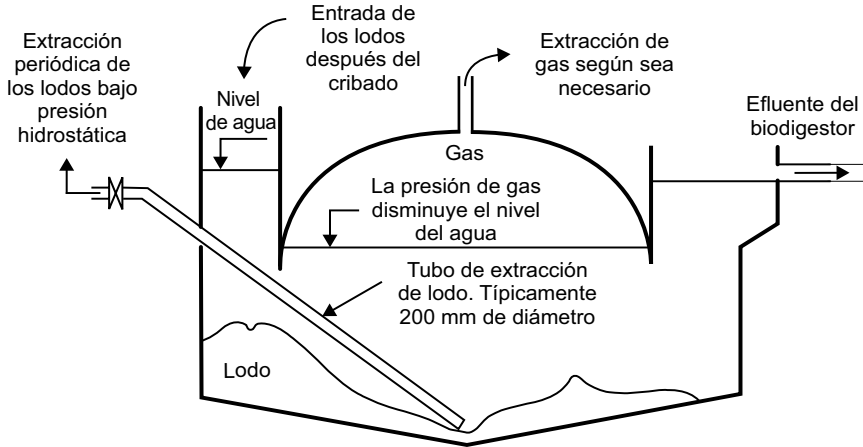 Extracción
periódica de
los lodos bajo
presión
hidrostática
Entrada de
los lodos
después del
cribado
Nivel
de agua
Extracción de
gas según sea
necesario
Efluente del
biodigestor
Gas
La presión de gas
disminuye el nivel
del agua
Tubo de extracción
de lodo. Típicamente
200 mm de diámetro
Lodo